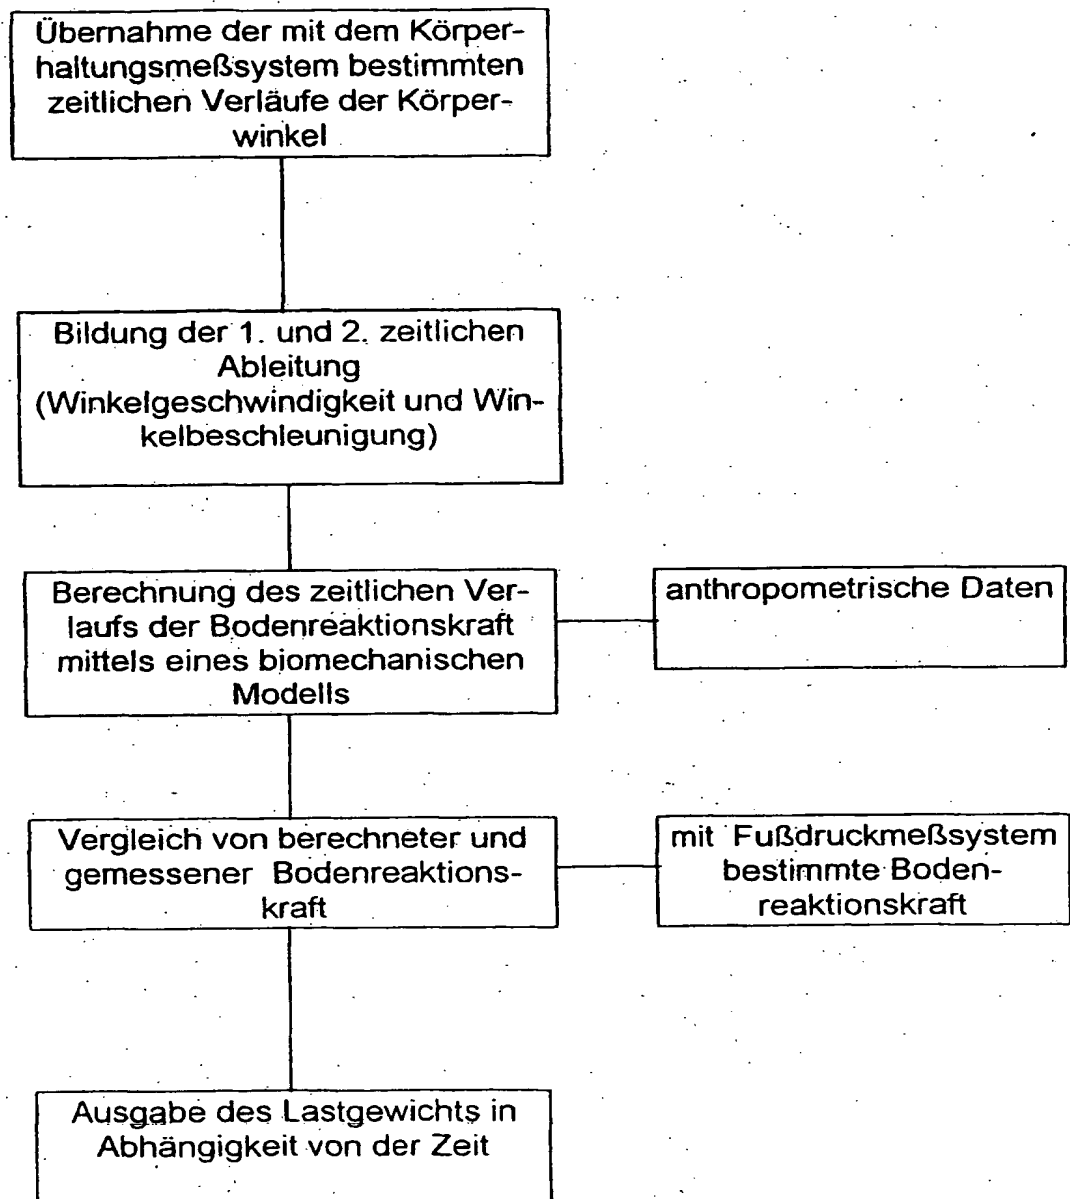 Übernahme der mit dem Körper-
haltungsmeßsystem bestimmten
zeitlichen Verläufe der Körper-
winkel
Bildung der 1. und 2. zeitlichen
Ableitung
(Winkelgeschwindigkeit und Win-
kelbeschleunigung)
Berechnung des zeitlichen Ver-
laufs der Bodenreaktionskraft
mittels eines biomechanischen
Modells
anthropometrische Daten
Vergleich von berechneter und
gemessener Bodenreaktions-
kraft
mit Fußdruckmeßsystem
bestimmte Boden-
reaktionskraft
Ausgabe des Lastgewichts in
Abhängigkeit von der Zeit